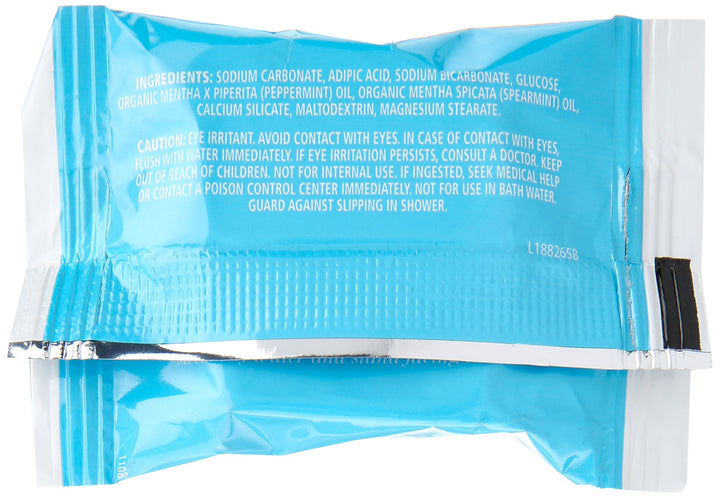 INGREDIENTS: SODIUM CARBONATE, ADIPIC ACID, SODIUM BICARBONATE, GLUCOSE,
ORGANIC MENTHA X PIPERITA (PEPPERMINT) OIL, ORGANIC MENTHA SPICATA (SPEARMINT) OIL,
CALCIUM SILICATE, MALTODEXTRIN, MAGNESIUM STEARATE.
CAUTION: EYE IRRITANT. AVOID CONTACT WITH EYES. IN CASE OF CONTACT WITH EYES,
FLUSH WITH WATER IMMEDIATELY. IF EYE IRRITATION PERSISTS, CONSULT A DOCTOR. KEEP
OUT OF REACH OF CHILDREN. NOT FOR INTERNAL USE. IF INGESTED, SEEK MEDICAL HELP
OR CONTACT A POISON CONTROL CENTER IMMEDIATELY. NOT FOR USE IN BATH WATER.
GUARD AGAINST SLIPPING IN SHOWER.
L18826SB
and stand facing